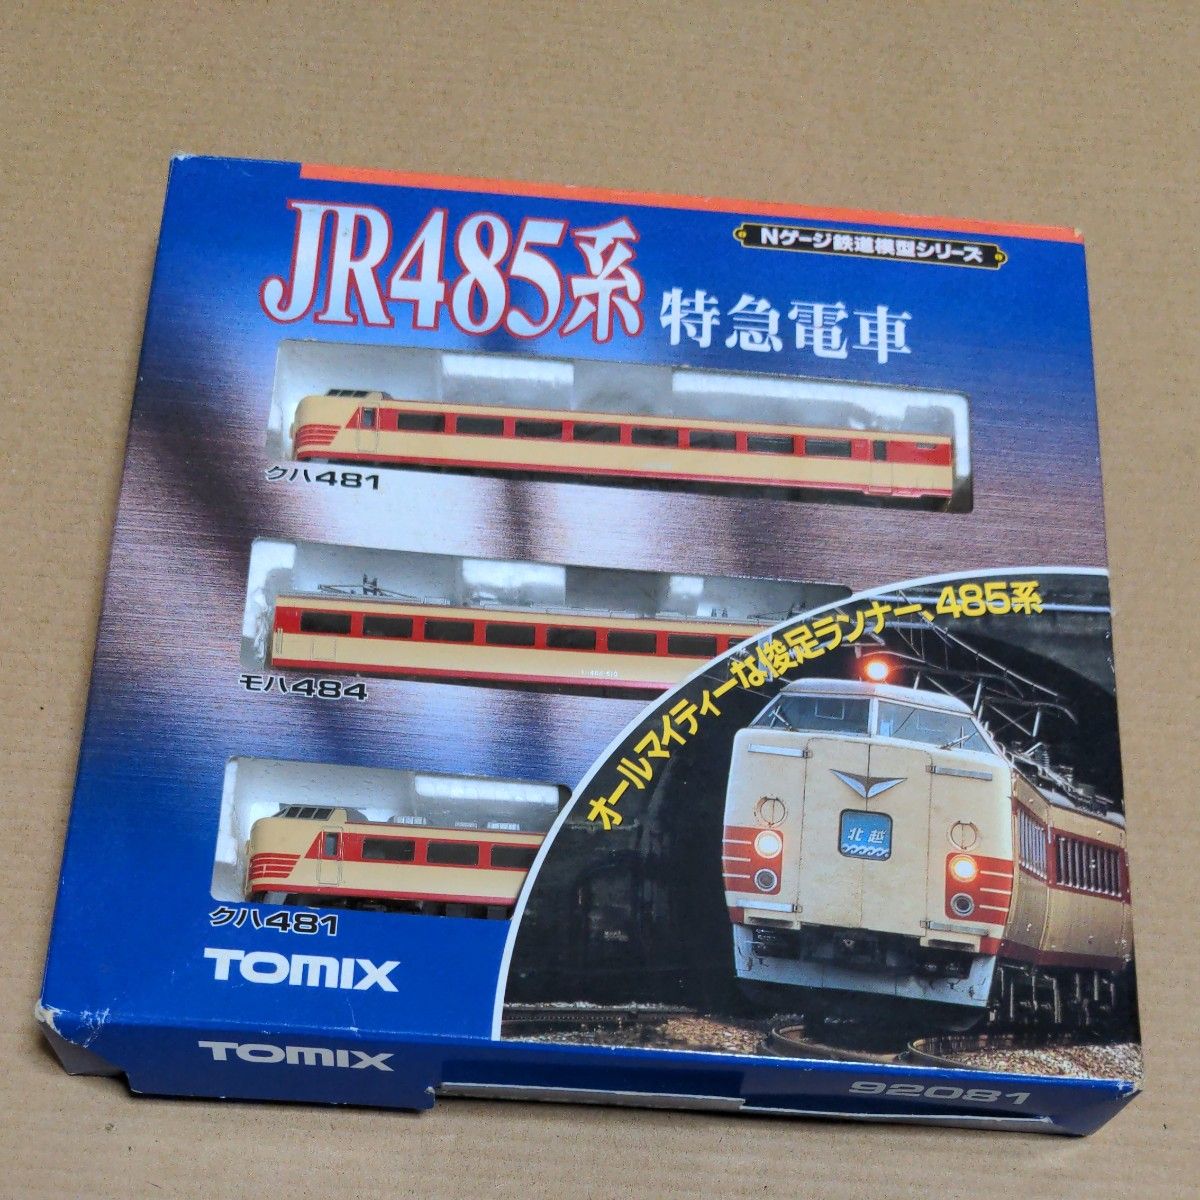 Nゲージ鉄道模型シリーズ
JR485系 特急電車
クハ481
モハ484
クハ481
オールマイティーな俊足ランナー、485系
北越
TOMIX
TOMIX
92081